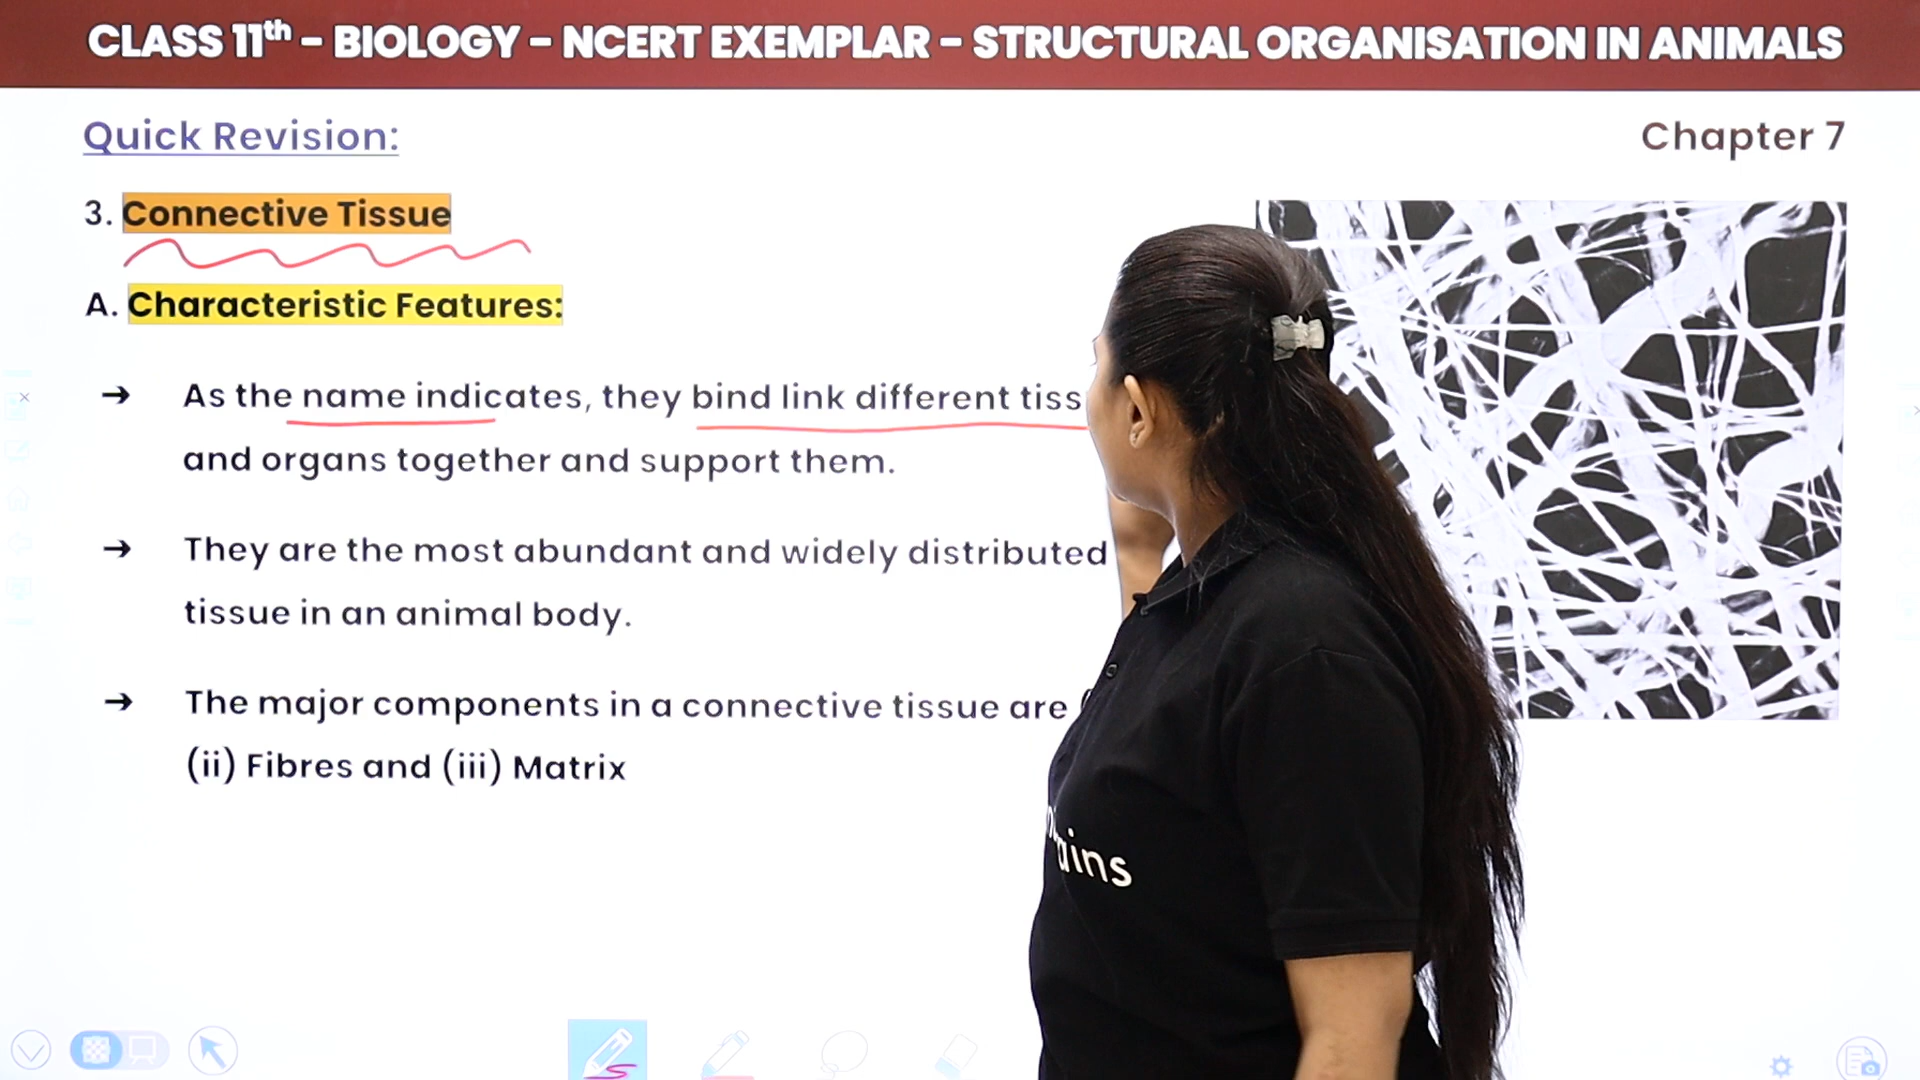 CLASS 11th – BIOLOGY – NCERT EXEMPLAR – STRUCTURAL ORGANISATION IN ANIMALS
Quick Revision:
Chapter 7
3. Connective Tissue
A. Characteristic Features:
→ As the name indicates, they bind link different tiss
and organs together and support them.
→ They are the most abundant and widely distributed
tissue in an animal body.
→ The major components in a connective tissue are (
(ii) Fibres and (iii) Matrix
ains